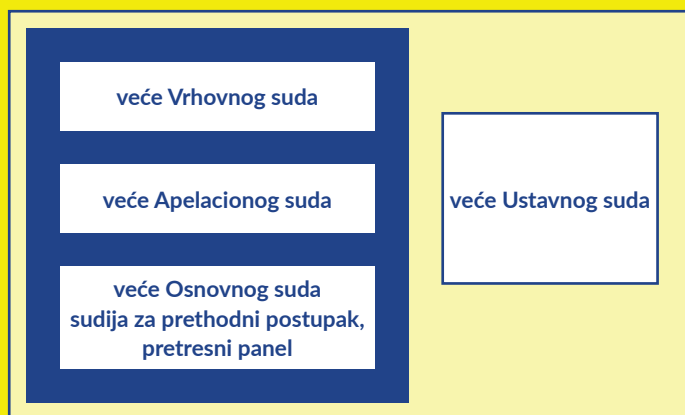 veće Vrhovnog suda
veće Apelacionog suda
veće Osnovnog suda
sudija za prethodni postupak,
pretresni panel
veće Ustavnog suda